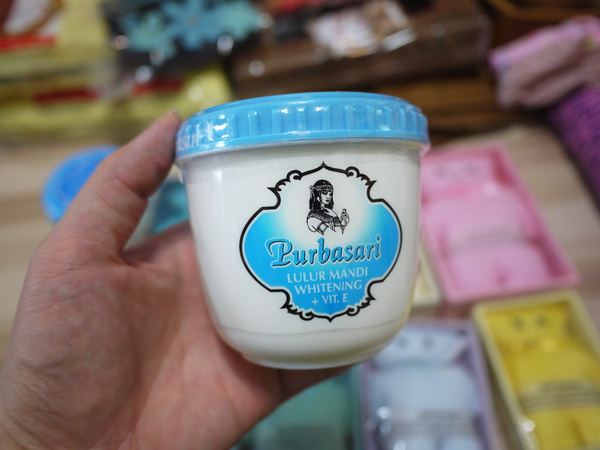 Purbasari
LULUR MANDI
WHITENING
+ VIT. E